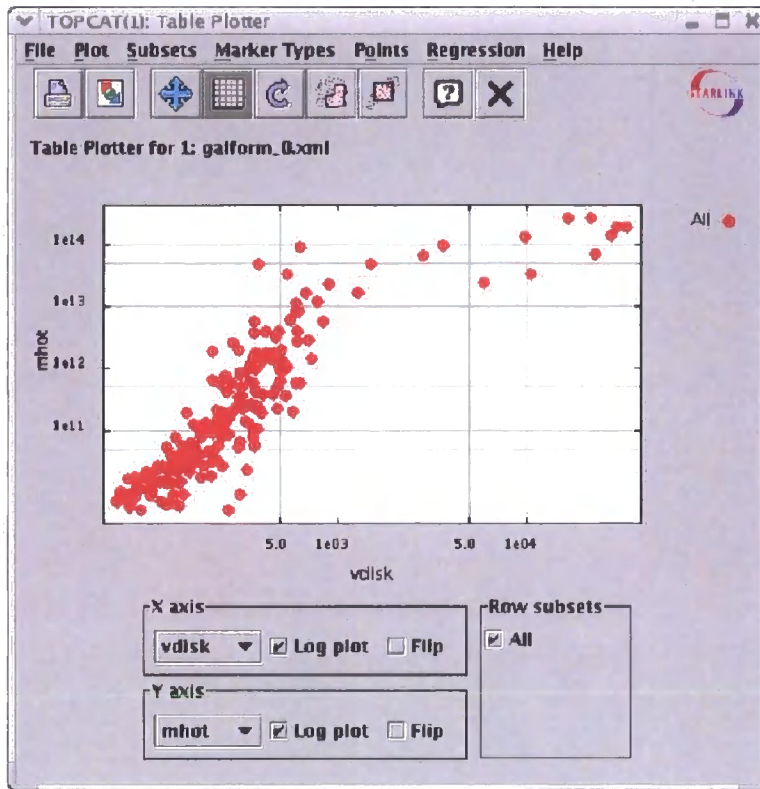 TOPCAT(1): Table Plotter
File Plot Subsets Marker Types Points Regression Help
STARLINK
Table Plotter for 1: galform_0.xml
All
1e14
1e13
1e12
1e11
mhot
5.0 1e03 5.0 1e04
vdisk
X axis
vdisk Log plot Flip
Y axis
mhot Log plot Flip
Row subsets
All